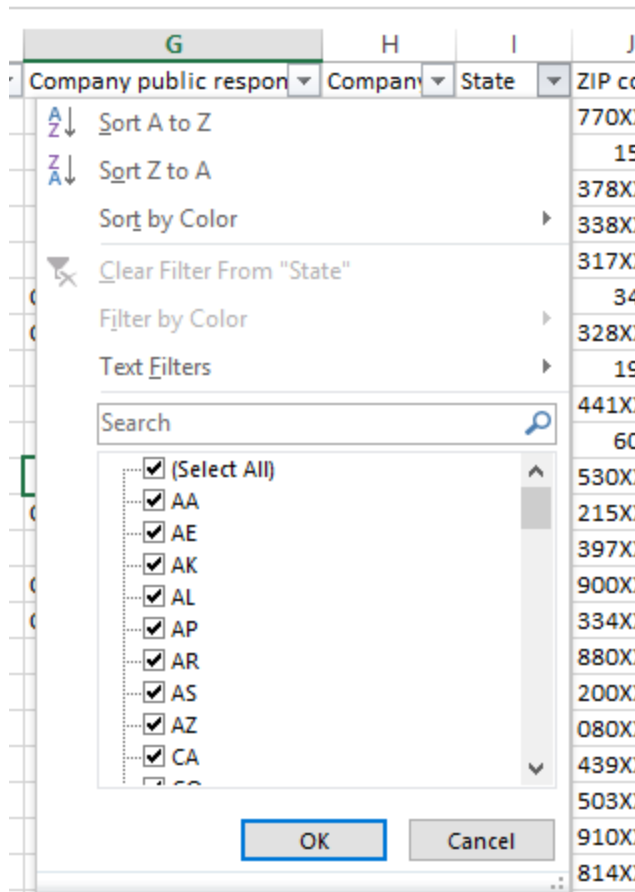 G H I J
Company public respon Company State ZIP co
Sort A to Z
Sort Z to A
Sort by Color
Clear Filter From "State"
Filter by Color
Text Filters
Search
(Select All)
AA
AE
AK
AL
AP
AR
AS
AZ
CA
OK Cancel
770X
15
378X
338X
317X
34
328X
19
441X
60
530X
215X
397X
900X
334X
880X
200X
080X
439X
503X
910X
814X